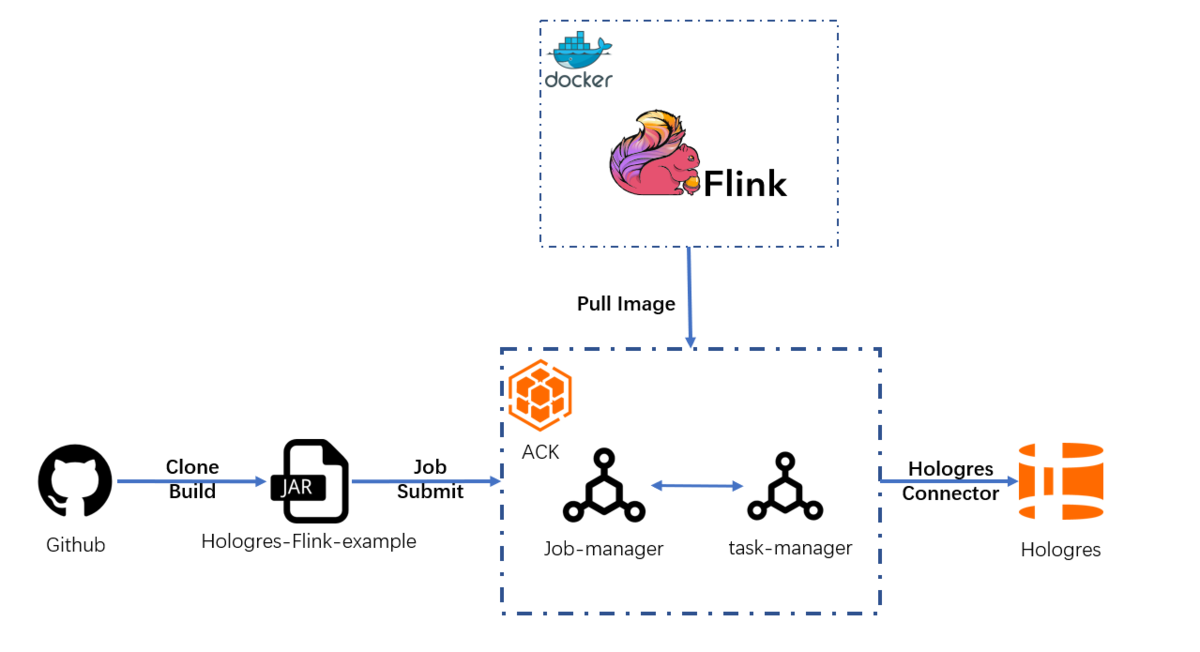 docker
Flink
Pull Image
ACK
Clone
Build
JAR
Job
Submit
Hologres
Connector
Github
Hologres-Flink-example
Job-manager
task-manager
Hologres